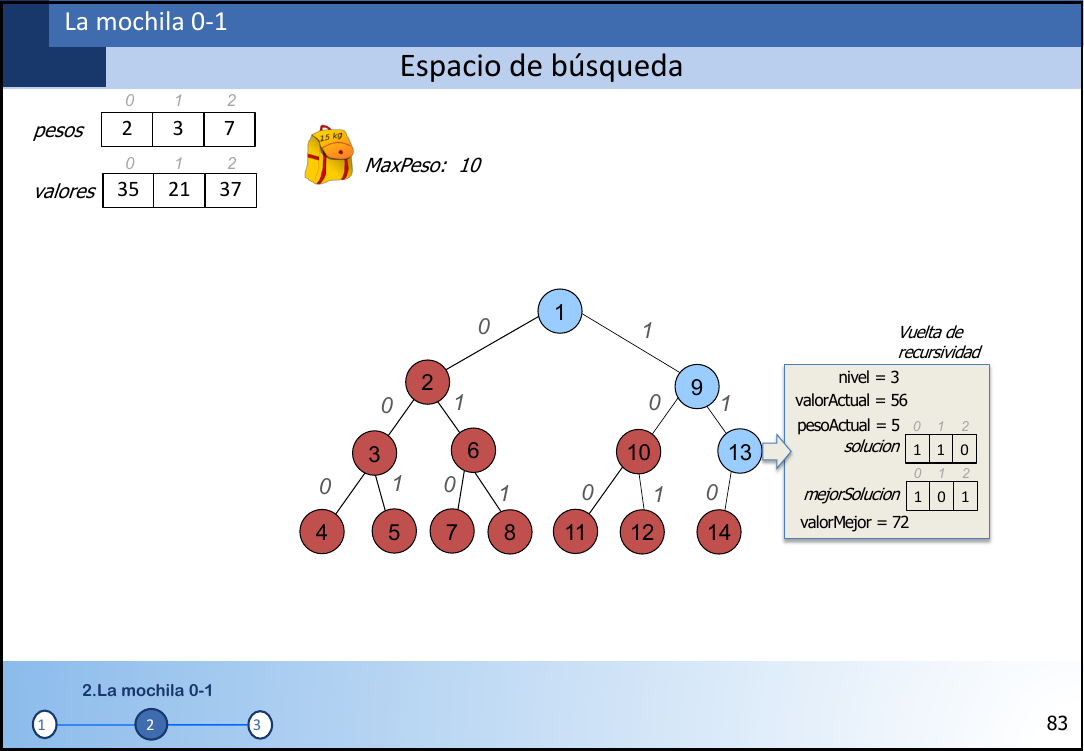 La mochila 0-1
Espacio de búsqueda
0 1 2
pesos 2 3 7
0 1 2
valores 35 21 37
15 kg
MaxPeso: 10
1
0 1
2 9
0 1 0 1
3 6 10 13
0 1 0 1 0 1 0
4 5 7 8 11 12 14
Vuelta de
recursividad
nivel = 3
valorActual = 56
pesoActual = 5
0 1 2
solucion 1 1 0
0 1 2
mejorSolucion 1 0 1
valorMejor = 72
2.La mochila 0-1
1 2 3
83